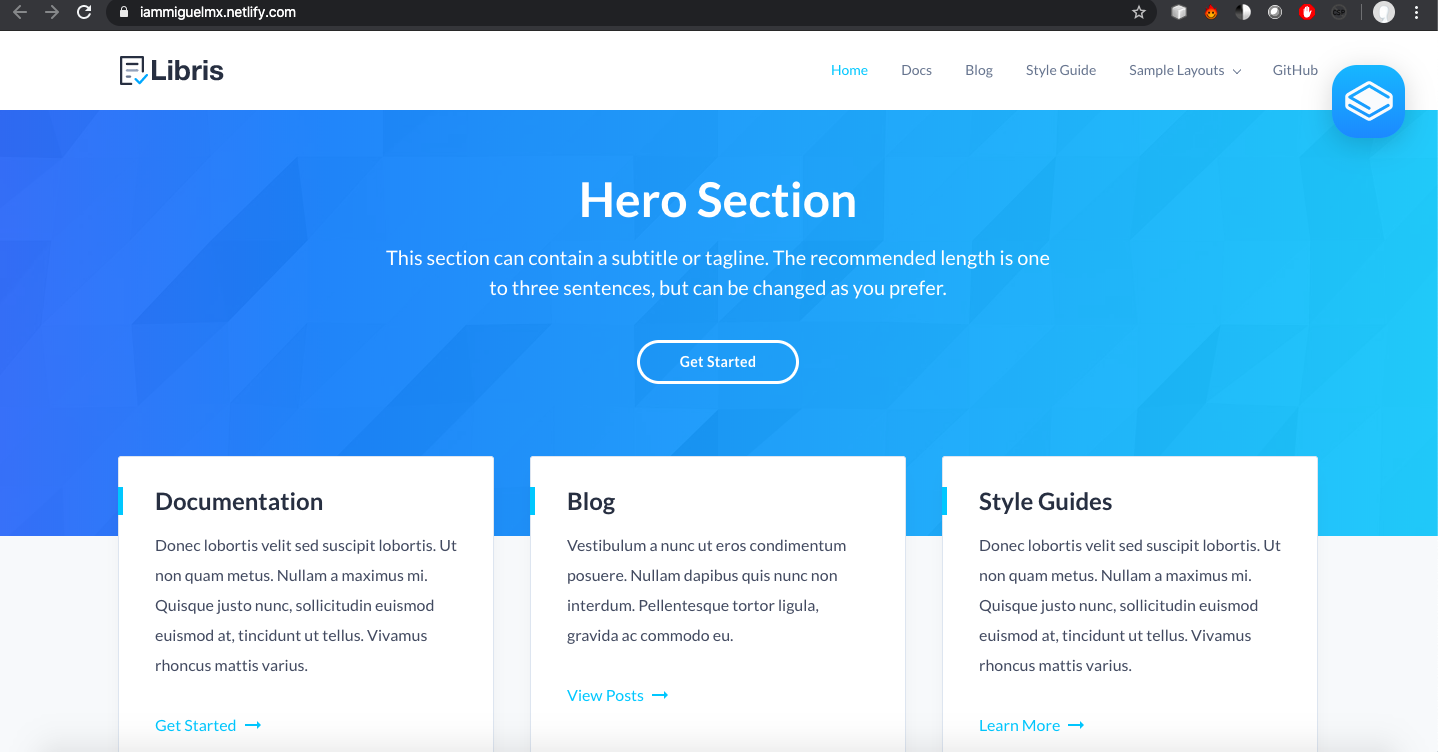 iammiguelmx.netlify.com
Libris
Home Docs Blog Style Guide Sample Layouts GitHub
Hero Section
This section can contain a subtitle or tagline. The recommended length is one
to three sentences, but can be changed as you prefer.
Get Started
Documentation
Donec lobortis velit sed suscipit lobortis. Ut
non quam metus. Nullam a maximus mi.
Quisque justo nunc, sollicitudin euismod
euismod at, tincidunt ut tellus. Vivamus
rhoncus mattis varius.
Get Started
Blog
Vestibulum a nunc ut eros condimentum
posuere. Nullam dapibus quis nunc non
interdum. Pellentesque tortor ligula,
gravida ac commodo eu.
View Posts
Style Guides
Donec lobortis velit sed suscipit lobortis. Ut
non quam metus. Nullam a maximus mi.
Quisque justo nunc, sollicitudin euismod
euismod at, tincidunt ut tellus. Vivamus
rhoncus mattis varius.
Learn More